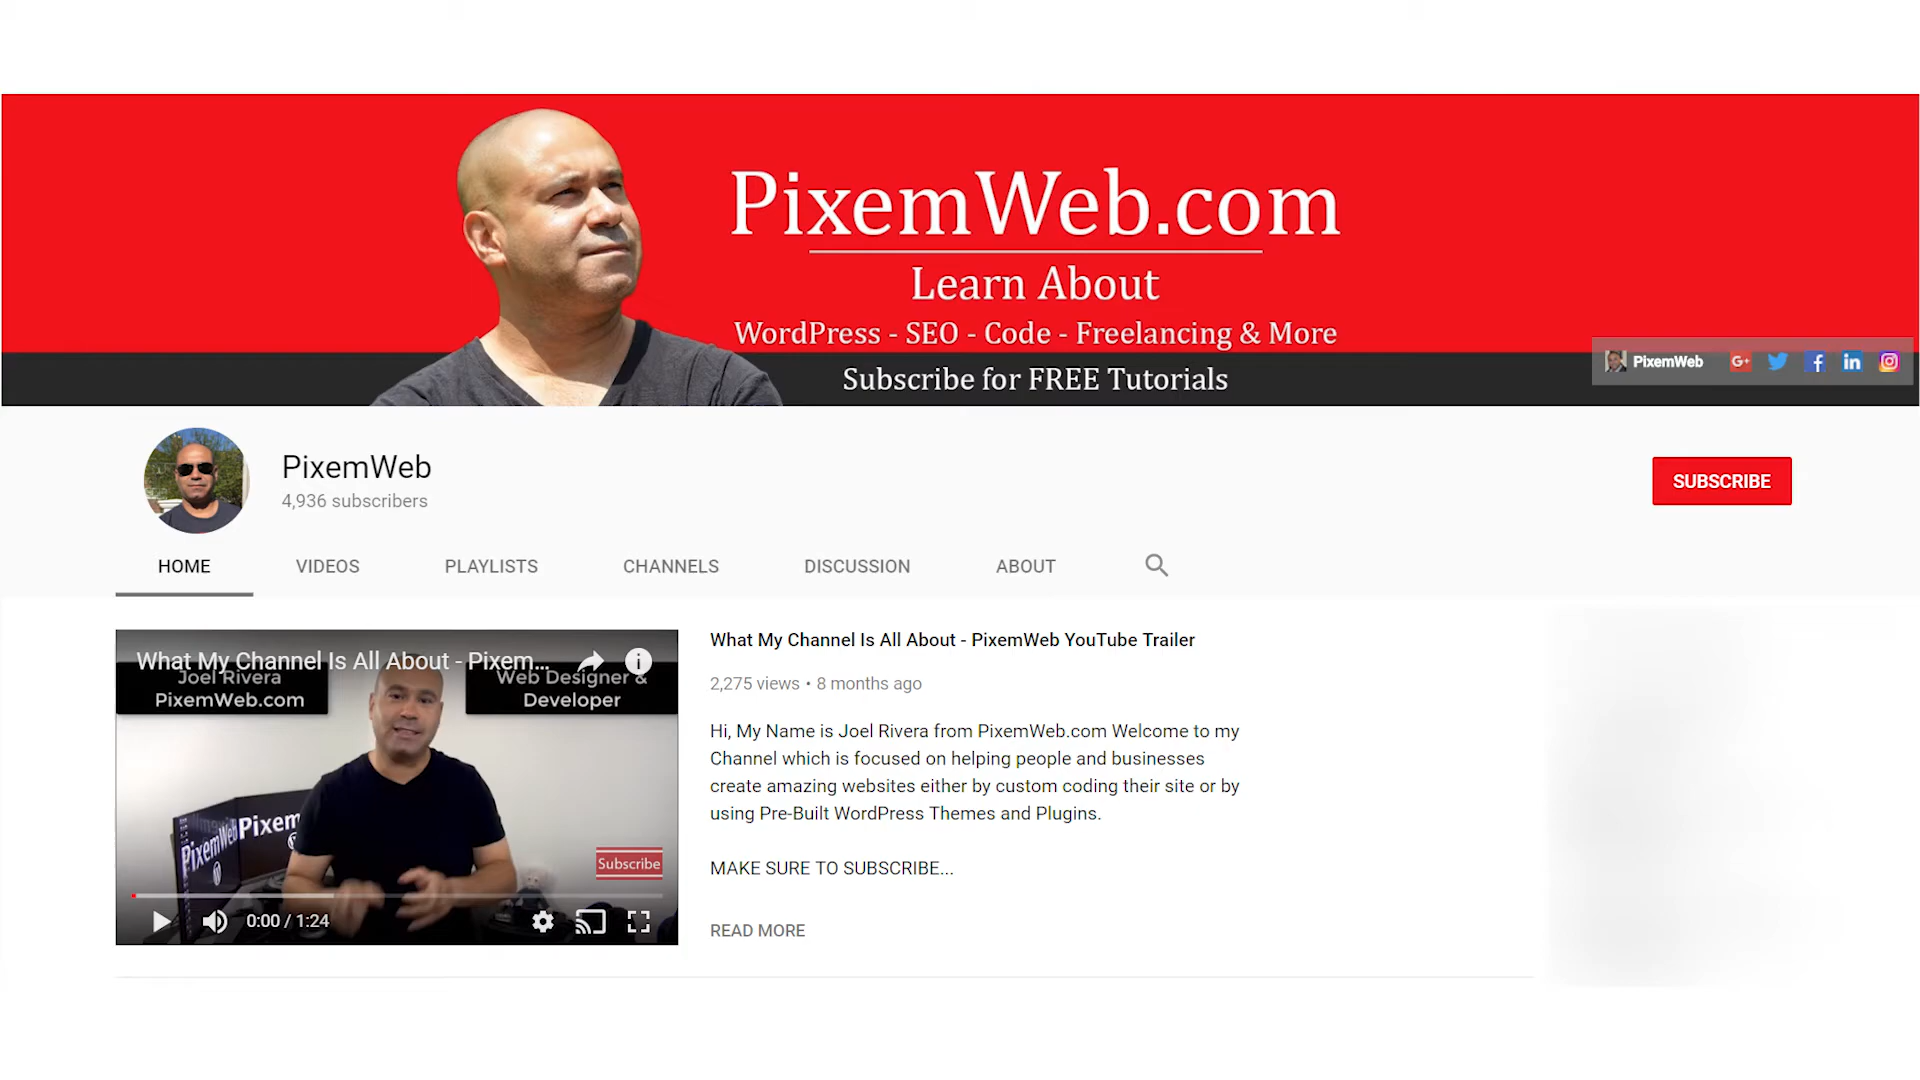 PixemWeb.com
Learn About
WordPress - SEO - Code - Freelancing & More
Subscribe for FREE Tutorials
PixemWeb
PixemWeb
4,936 subscribers
SUBSCRIBE
HOME VIDEOS PLAYLISTS CHANNELS DISCUSSION ABOUT
What My Channel Is All About - Pixem...
Joel Rivera
PixemWeb.com
Web Designer &
Developer
PixemWeb
Pixem
Subscribe
0:00 / 1:24
What My Channel Is All About - PixemWeb YouTube Trailer
2,275 views • 8 months ago
Hi, My Name is Joel Rivera from PixemWeb.com Welcome to my
Channel which is focused on helping people and businesses
create amazing websites either by custom coding their site or by
using Pre-Built WordPress Themes and Plugins.
MAKE SURE TO SUBSCRIBE...
READ MORE